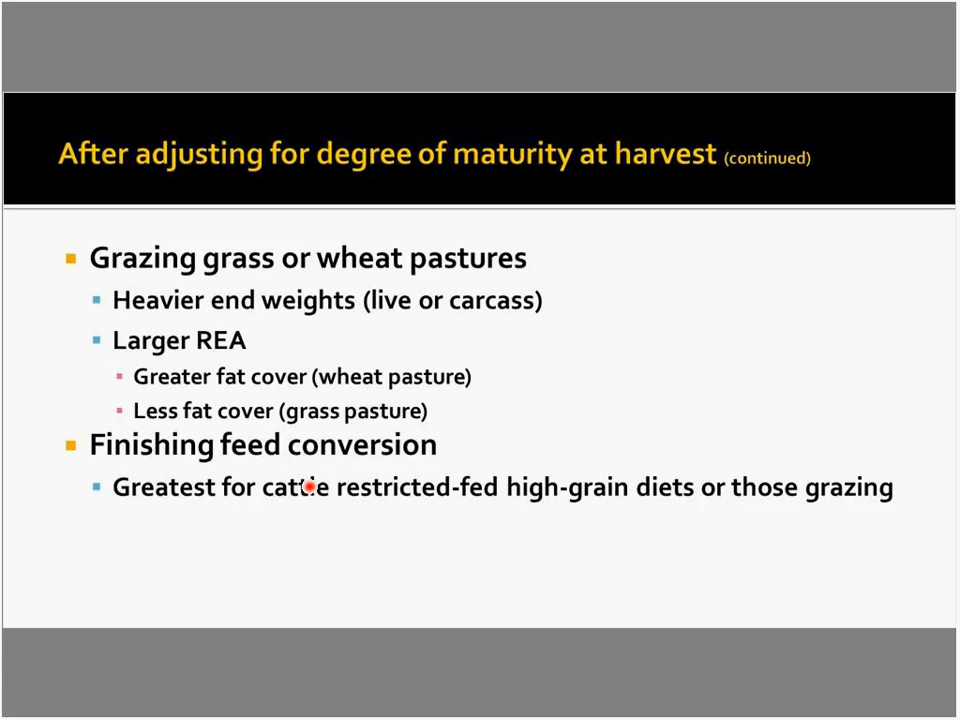 After adjusting for degree of maturity at harvest (continued)
Grazing grass or wheat pastures
Heavier end weights (live or carcass)
Larger REA
Greater fat cover (wheat pasture)
Less fat cover (grass pasture)
Finishing feed conversion
Greatest for cattle restricted-fed high-grain diets or those grazing